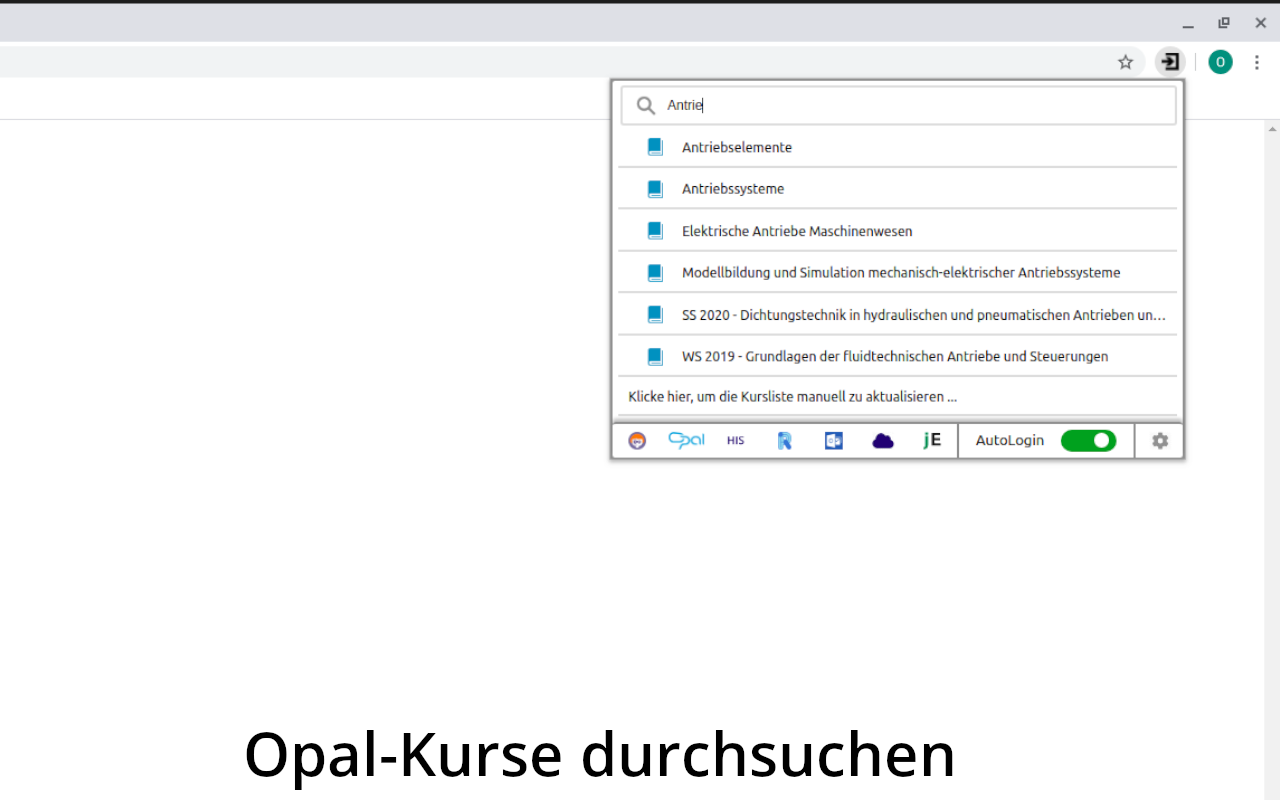 O
Antrie
Antriebselemente
Antriebssysteme
Elektrische Antriebe Maschinenwesen
Modellbildung und Simulation mechanisch-elektrischer Antriebssysteme
SS 2020 - Dichtungstechnik in hydraulischen und pneumatischen Antrieben un...
WS 2019 - Grundlagen der fluidtechnischen Antriebe und Steuerungen
Klicke hier, um die Kursliste manuell zu aktualisieren ...
Opal HIS R jE AutoLogin
Opal-Kurse durchsuchen